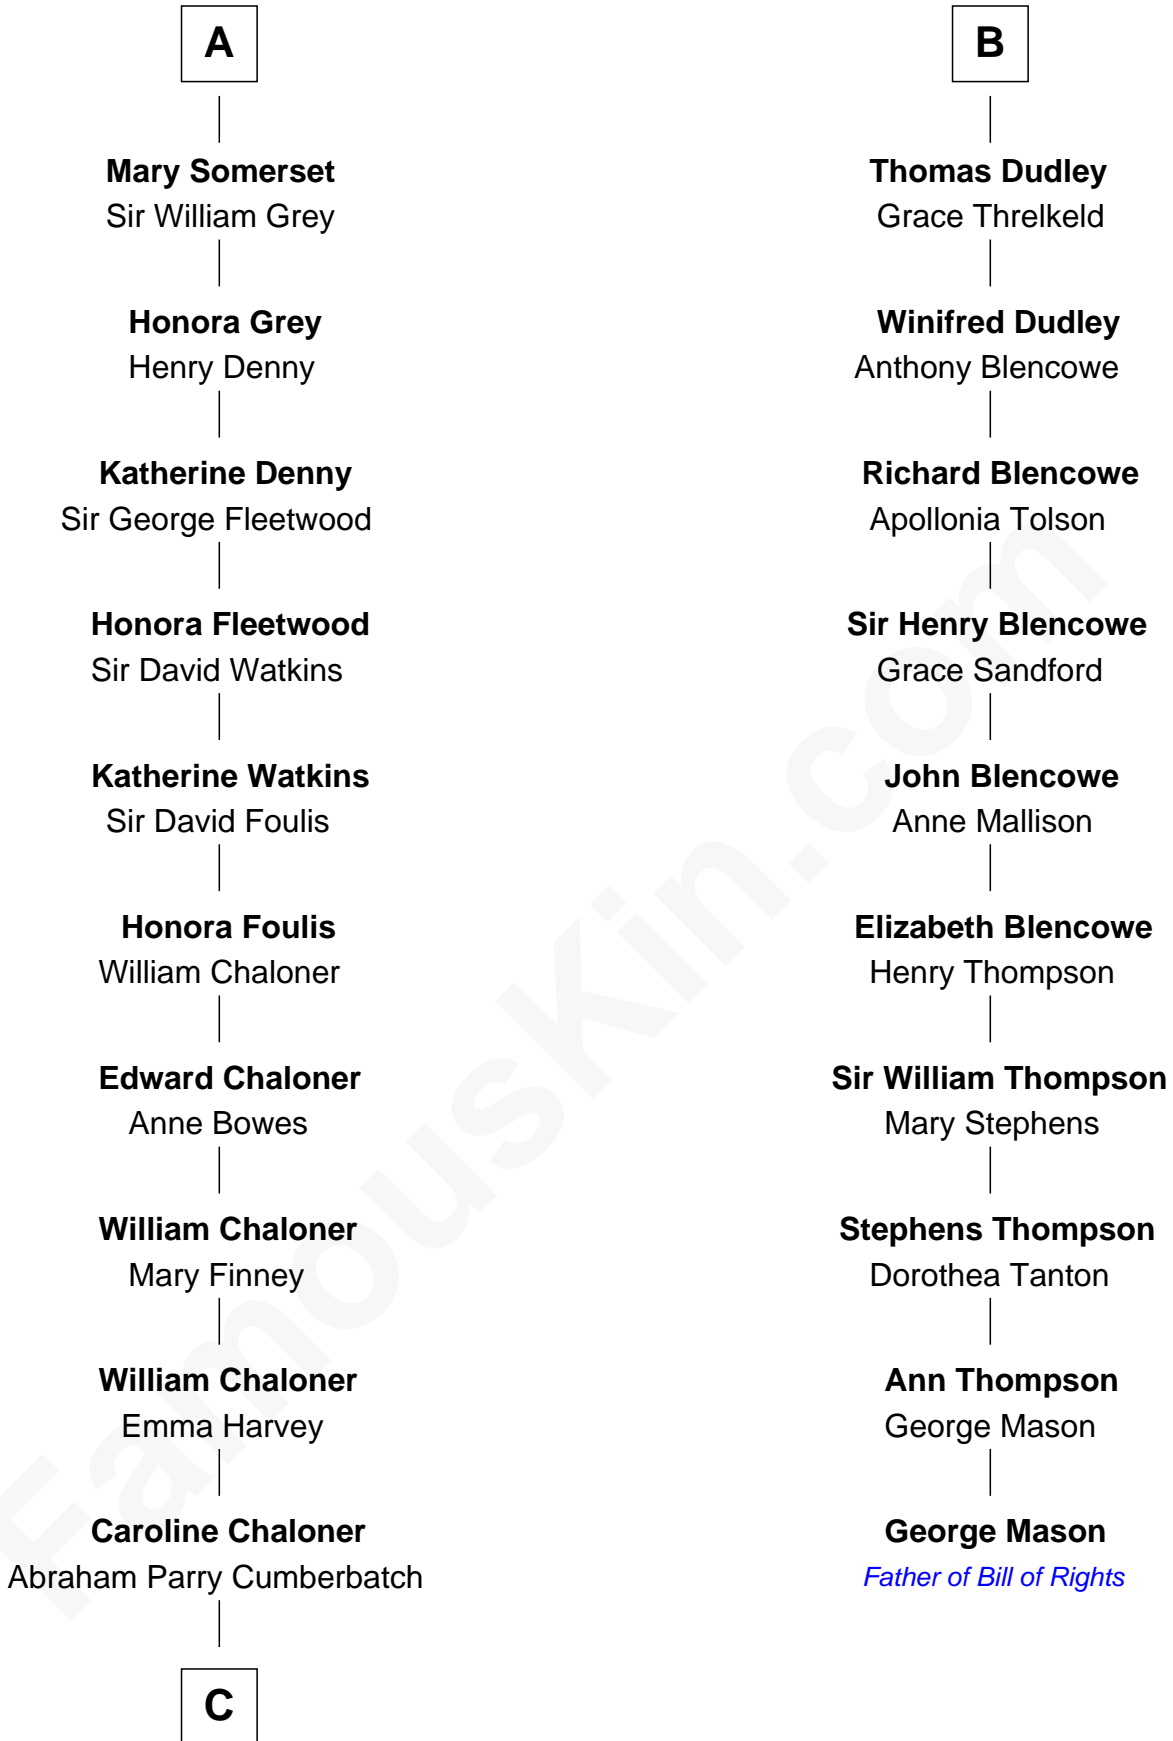 A
Mary Somerset
Sir William Grey
Honora Grey
Henry Denny
Katherine Denny
Sir George Fleetwood
Honora Fleetwood
Sir David Watkins
Katherine Watkins
Sir David Foulis
Honora Foulis
William Chaloner
Edward Chaloner
Anne Bowes
William Chaloner
Mary Finney
William Chaloner
Emma Harvey
Caroline Chaloner
Abraham Parry Cumberbatch
C
B
Thomas Dudley
Grace Threlkeld
Winifred Dudley
Anthony Blencowe
Richard Blencowe
Apollonia Tolson
Sir Henry Blencowe
Grace Sandford
John Blencowe
Anne Mallison
Elizabeth Blencowe
Henry Thompson
Sir William Thompson
Mary Stephens
Stephens Thompson
Dorothea Tanton
Ann Thompson
George Mason
George Mason
Father of Bill of Rights
FamousKin.com